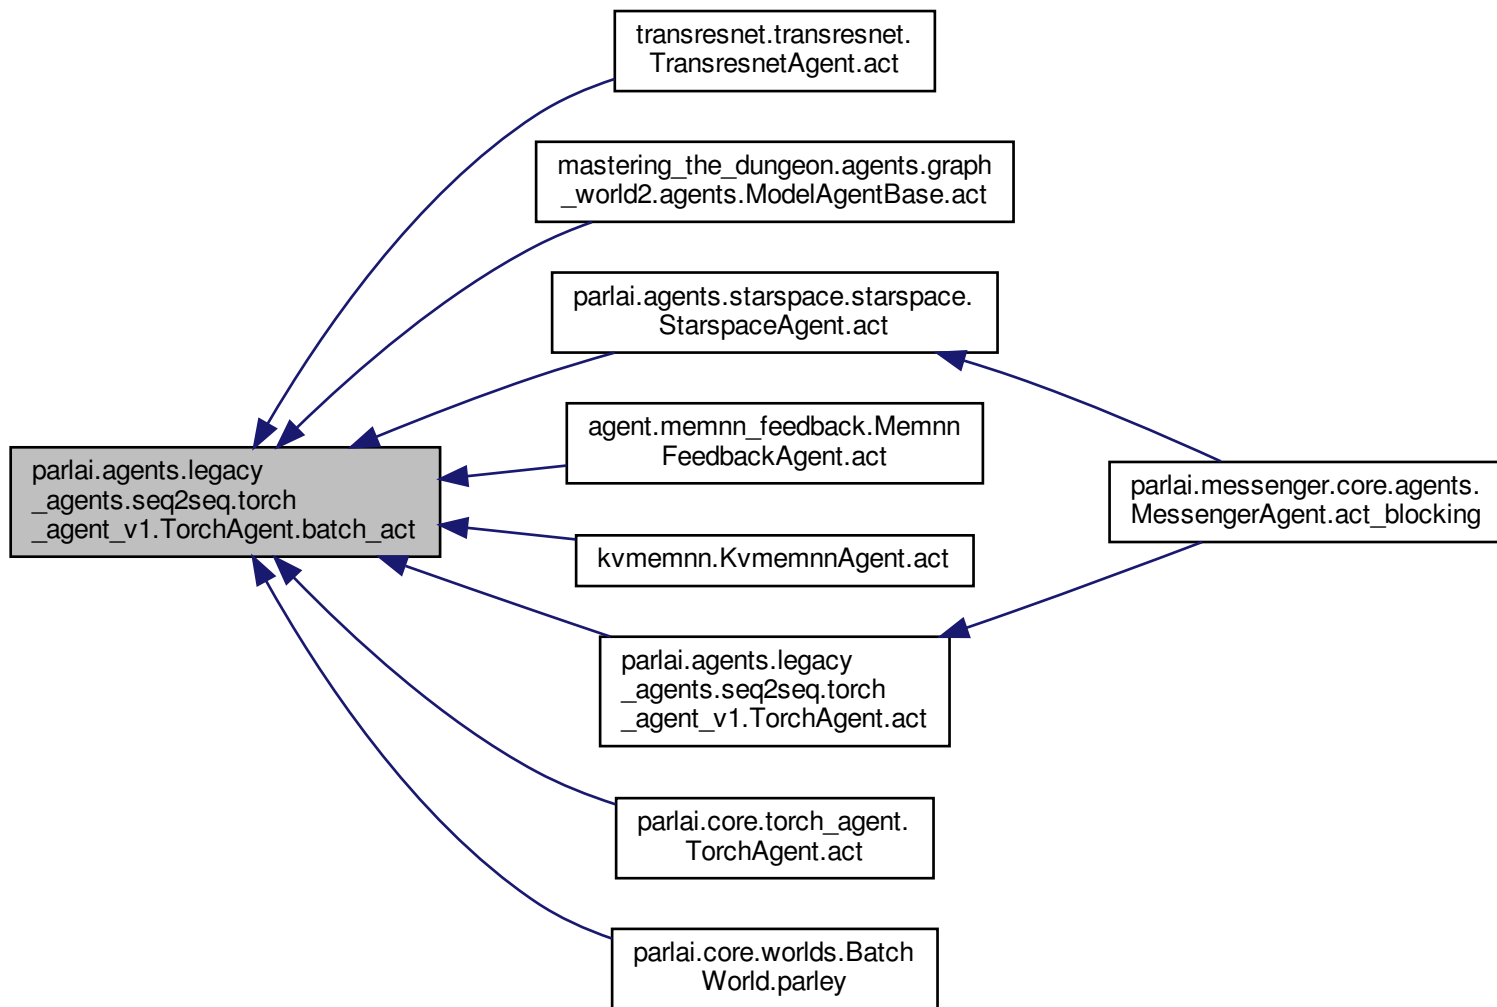 transresnet.transresnet.
TransresnetAgent.act
mastering_the_dungeon.agents.graph
_world2.agents.ModelAgentBase.act
parlai.agents.starspace.starspace.
StarspaceAgent.act
agent.memnn_feedback.Memnn
FeedbackAgent.act
parlai.agents.legacy
_agents.seq2seq.torch
_agent_v1.TorchAgent.batch_act
parlai.messenger.core.agents.
MessengerAgent.act_blocking
kvmemnn.KvmemnnAgent.act
parlai.agents.legacy
_agents.seq2seq.torch
_agent_v1.TorchAgent.act
parlai.core.torch_agent.
TorchAgent.act
parlai.core.worlds.Batch
World.parley